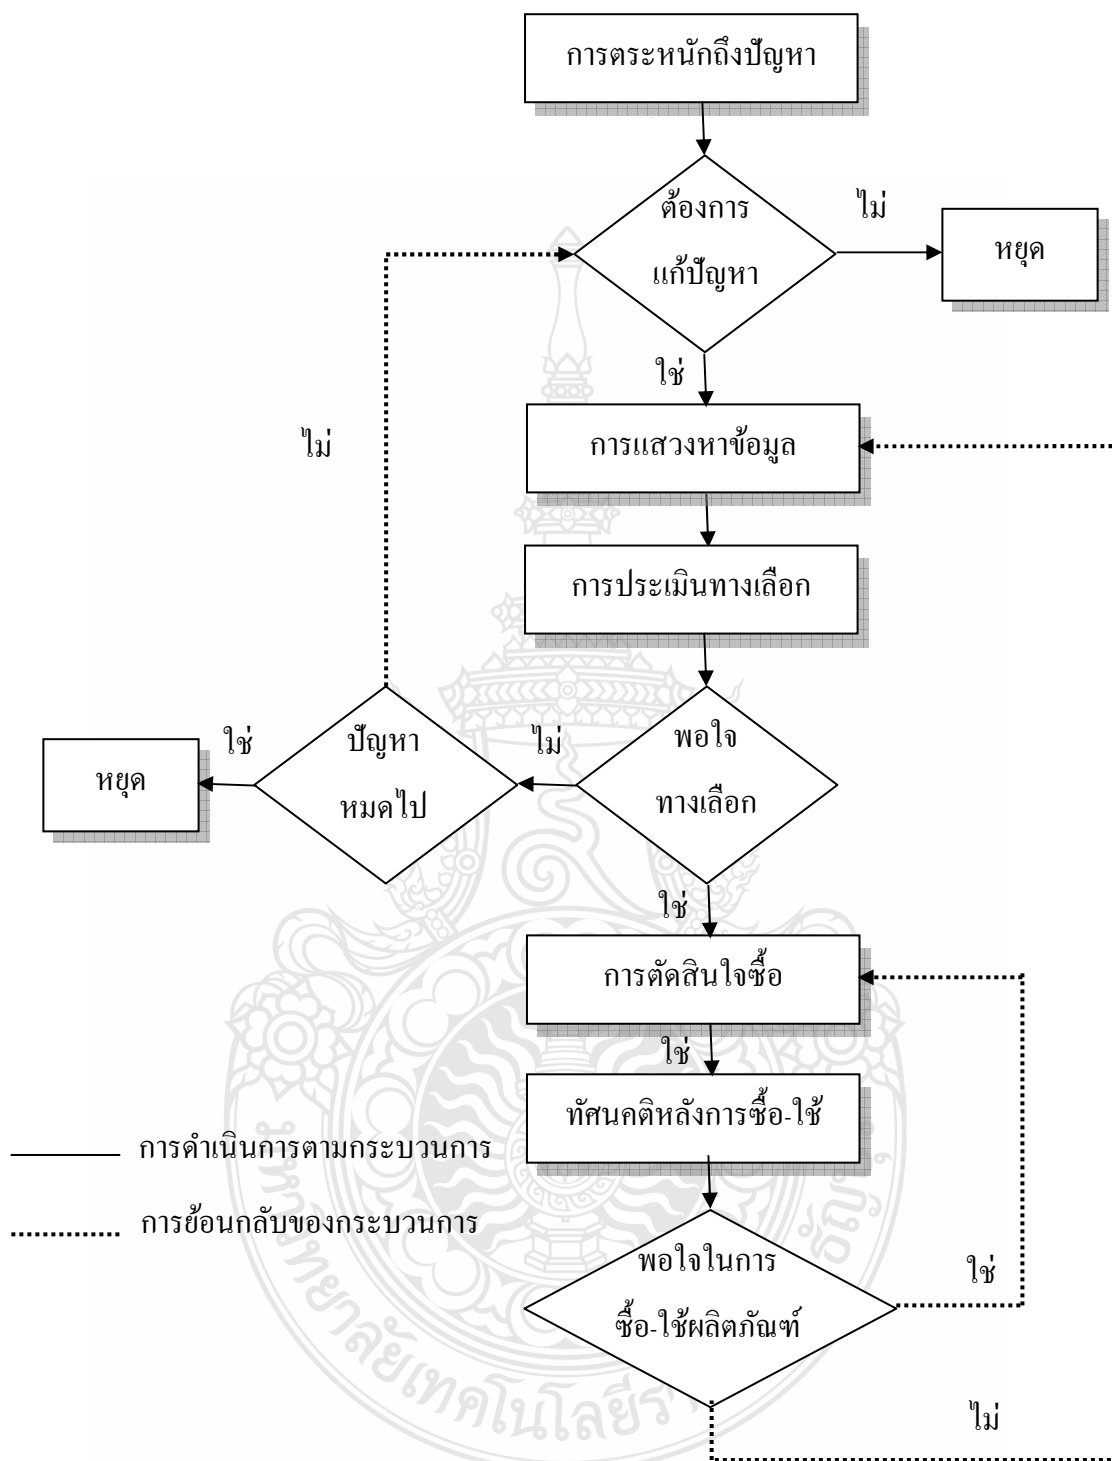 การตระหนักถึงปัญหา
ต้องการ
แก้ปัญหา
ไม่
หยุด
ใช่
การแสวงหาข้อมูล
ไม่
การประเมินทางเลือก
พอใจ
ทางเลือก
ไม่
ปัญหา
หมดไป
ใช่
หยุด
ใช่
การตัดสินใจซื้อ
ใช่
ทัศนคติหลังการซื้อ-ใช้
การดำเนินการตามกระบวนการ
การย้อนกลับของกระบวนการ
พอใจในการ
ซื้อ-ใช้ผลิตภัณฑ์
ใช่
ไม่